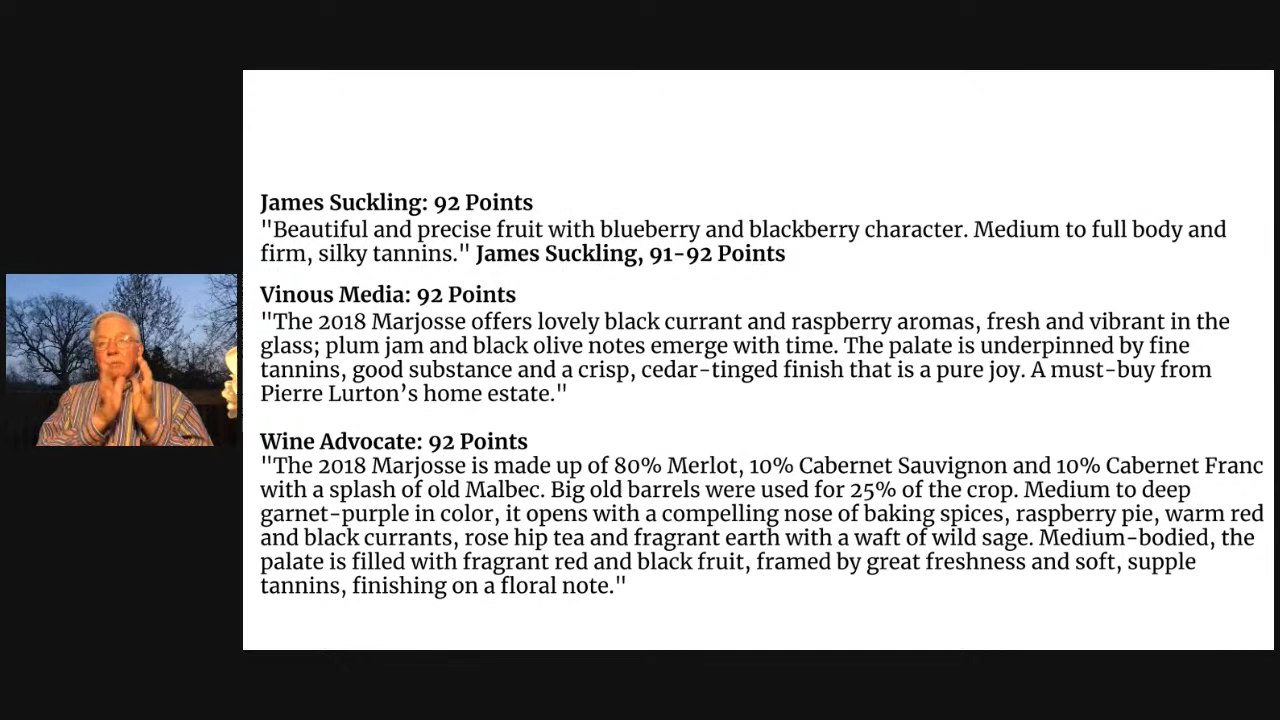 James Suckling: 92 Points
"Beautiful and precise fruit with blueberry and blackberry character. Medium to full body and
firm, silky tannins." James Suckling, 91-92 Points
Vinous Media: 92 Points
"The 2018 Marjosse offers lovely black currant and raspberry aromas, fresh and vibrant in the
glass; plum jam and black olive notes emerge with time. The palate is underpinned by fine
tannins, good substance and a crisp, cedar-tinged finish that is a pure joy. A must-buy from
Pierre Lurton’s home estate."
Wine Advocate: 92 Points
"The 2018 Marjosse is made up of 80% Merlot, 10% Cabernet Sauvignon and 10% Cabernet Franc
with a splash of old Malbec. Big old barrels were used for 25% of the crop. Medium to deep
garnet-purple in color, it opens with a compelling nose of baking spices, raspberry pie, warm red
and black currants, rose hip tea and fragrant earth with a waft of wild sage. Medium-bodied, the
palate is filled with fragrant red and black fruit, framed by great freshness and soft, supple
tannins, finishing on a floral note."